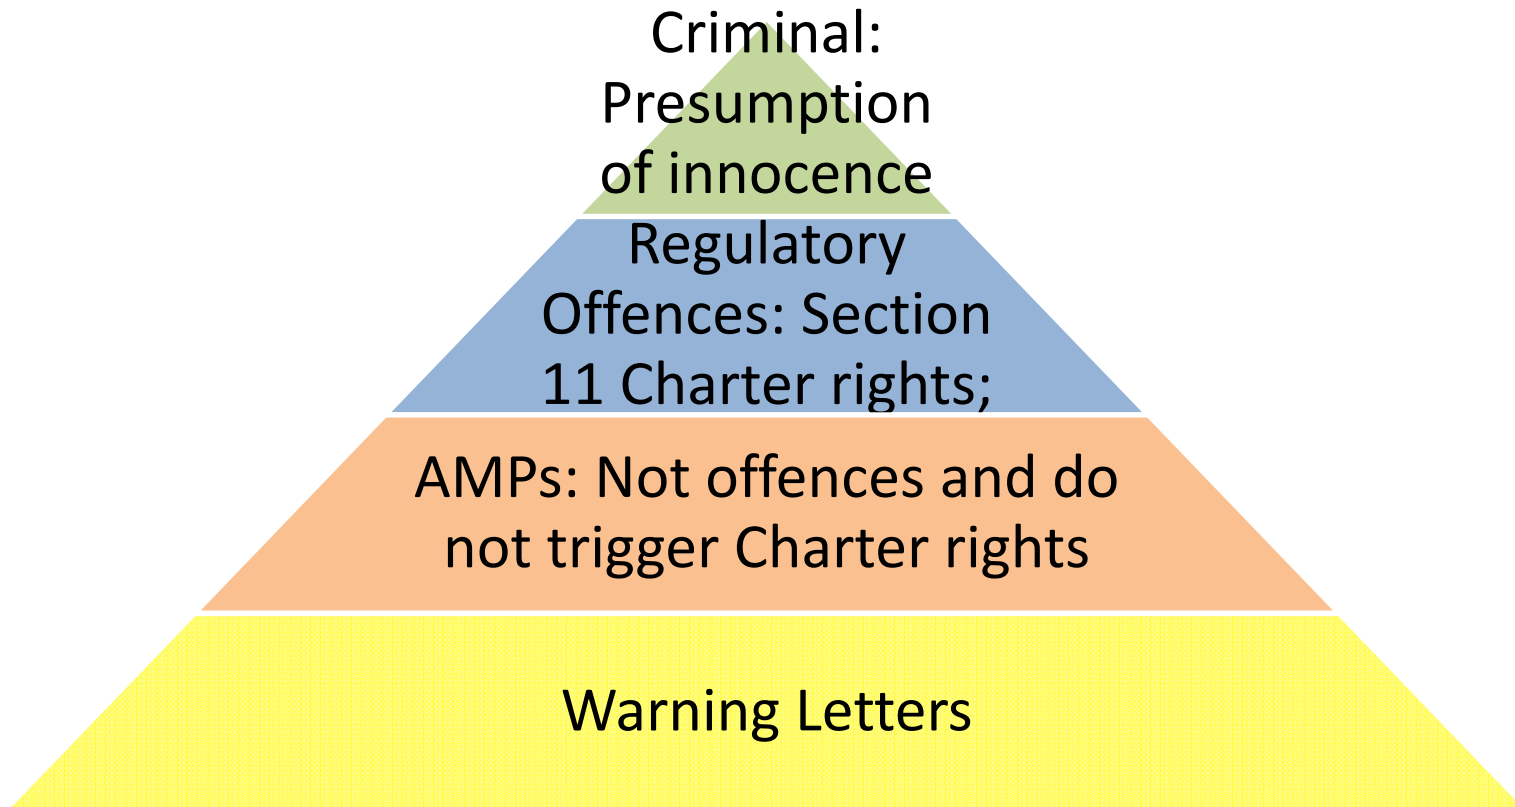 Criminal:
Presumption
of innocence
Regulatory
Offences: Section
11 Charter rights;
AMPs: Not offences and do
not trigger Charter rights
Warning Letters